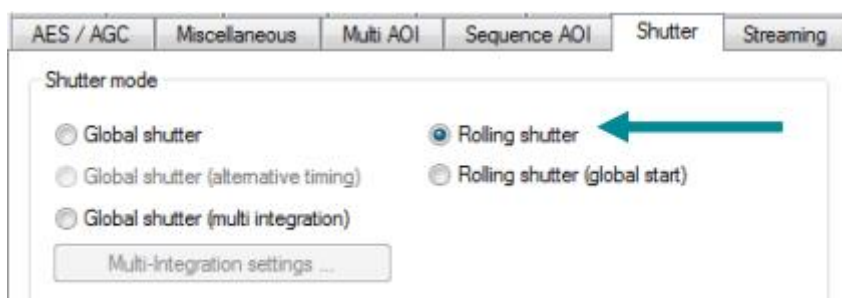 AES / AGC Miscellaneous Multi AOI Sequence AOI Shutter Streaming
Shutter mode
Global shutter Rolling shutter
Global shutter (alternative timing) Rolling shutter (global start)
Global shutter (multi integration)
Multi-Integration settings ...